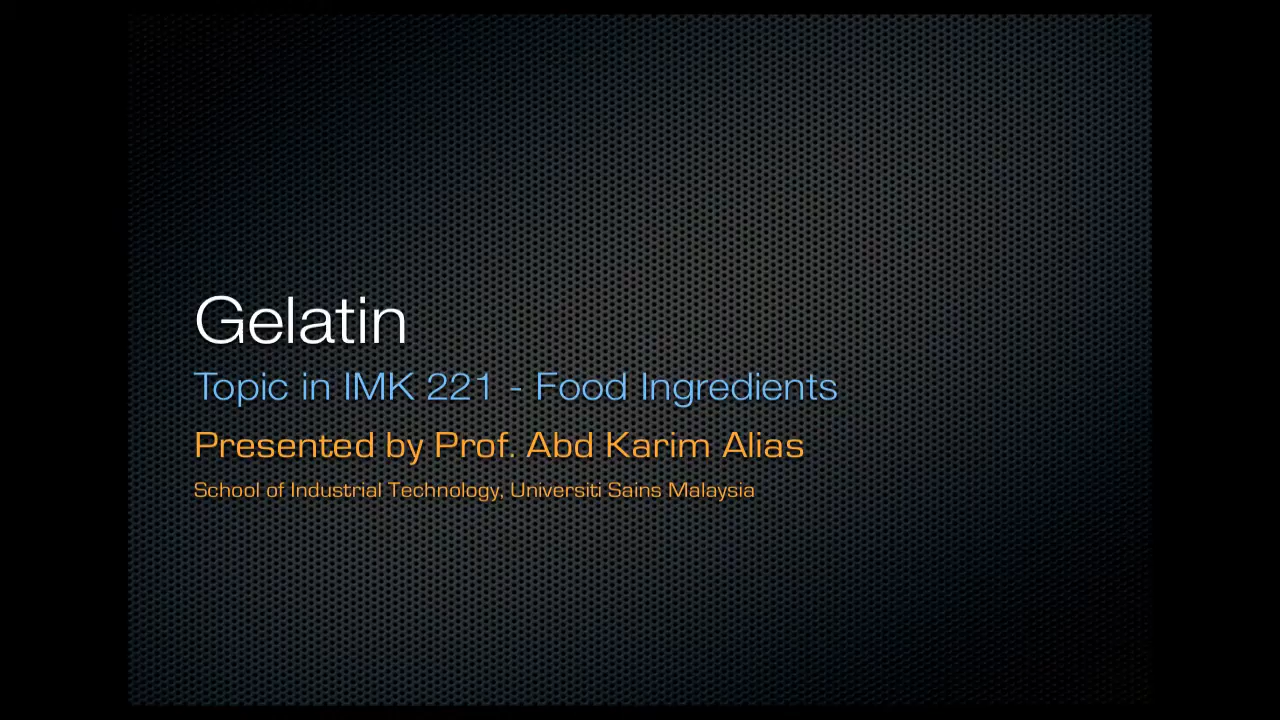 Gelatin
Topic in IMK 221 - Food Ingredients
Presented by Prof. Abd Karim Alias
School of Industrial Technology, Universiti Sains Malaysia